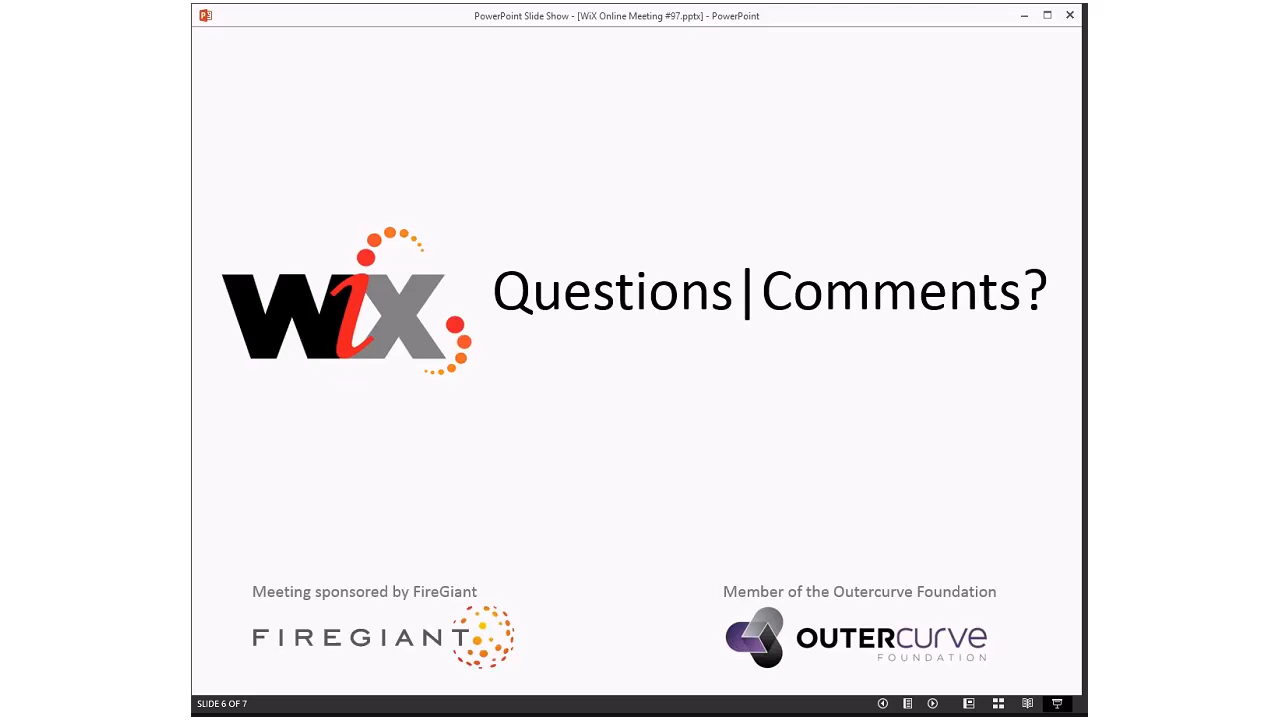 PowerPoint Slide Show - [WiX Online Meeting #97.pptx] - PowerPoint
WiX
Questions|Comments?
Meeting sponsored by FireGiant
Member of the Outercurve Foundation
FIREGIANT
OUTERCURVE
FOUNDATION
SLIDE 6 OF 7